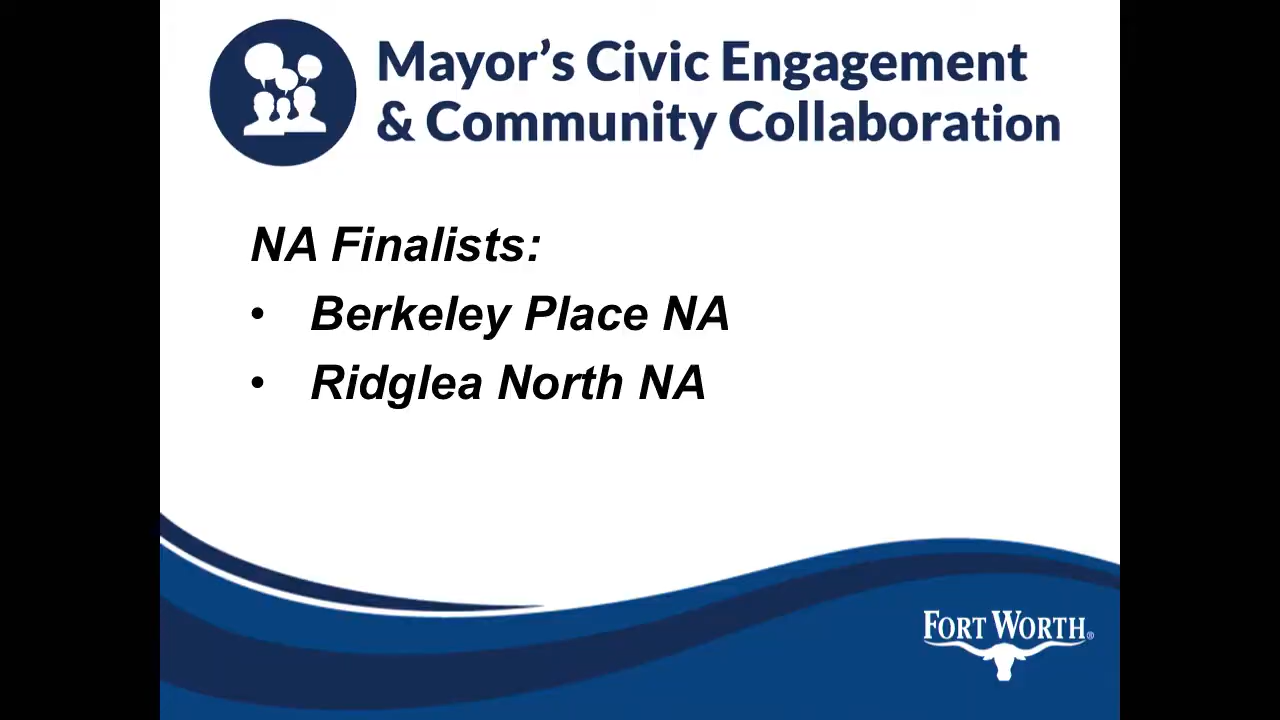 Mayor’s Civic Engagement
& Community Collaboration
NA Finalists:
• Berkeley Place NA
• Ridglea North NA
FORT WORTH®